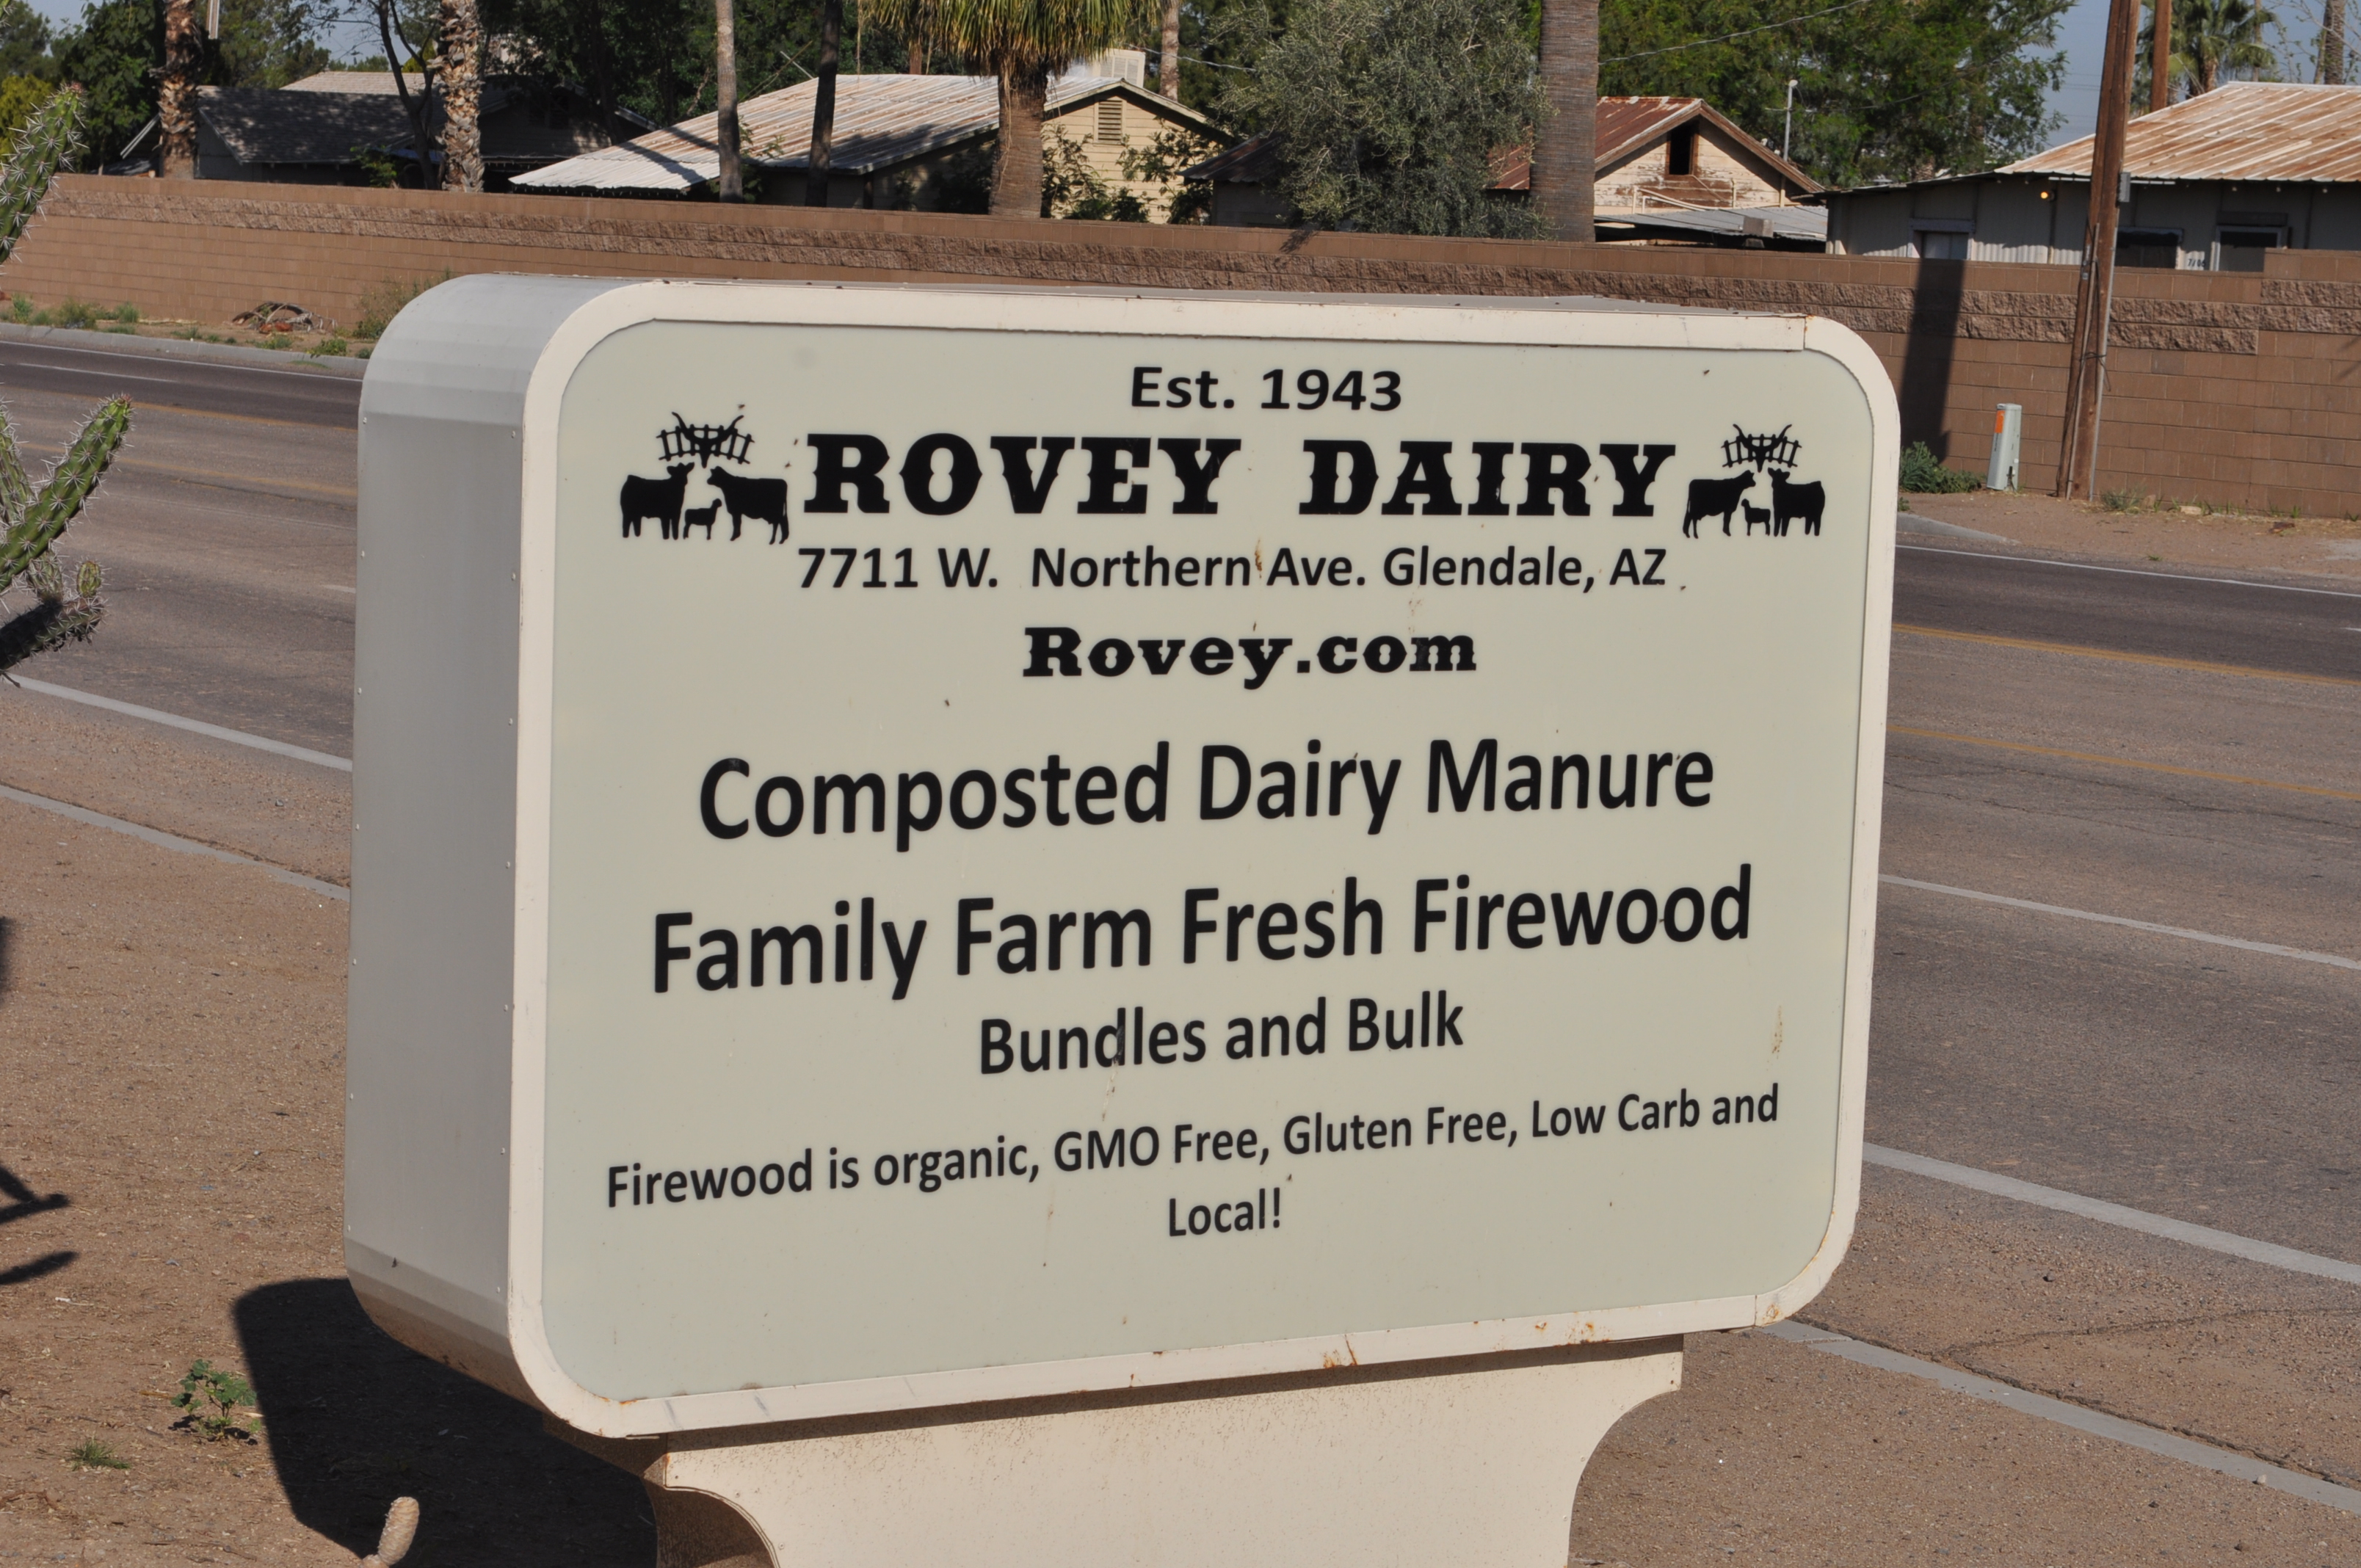 Est. 1943
ROVEY DAIRY
7711 W. Northern Ave. Glendale, AZ
Rovey.com
Composted Dairy Manure
Family Farm Fresh Firewood
Bundles and Bulk
Firewood is organic, GMO Free, Gluten Free, Low Carb and
Local!